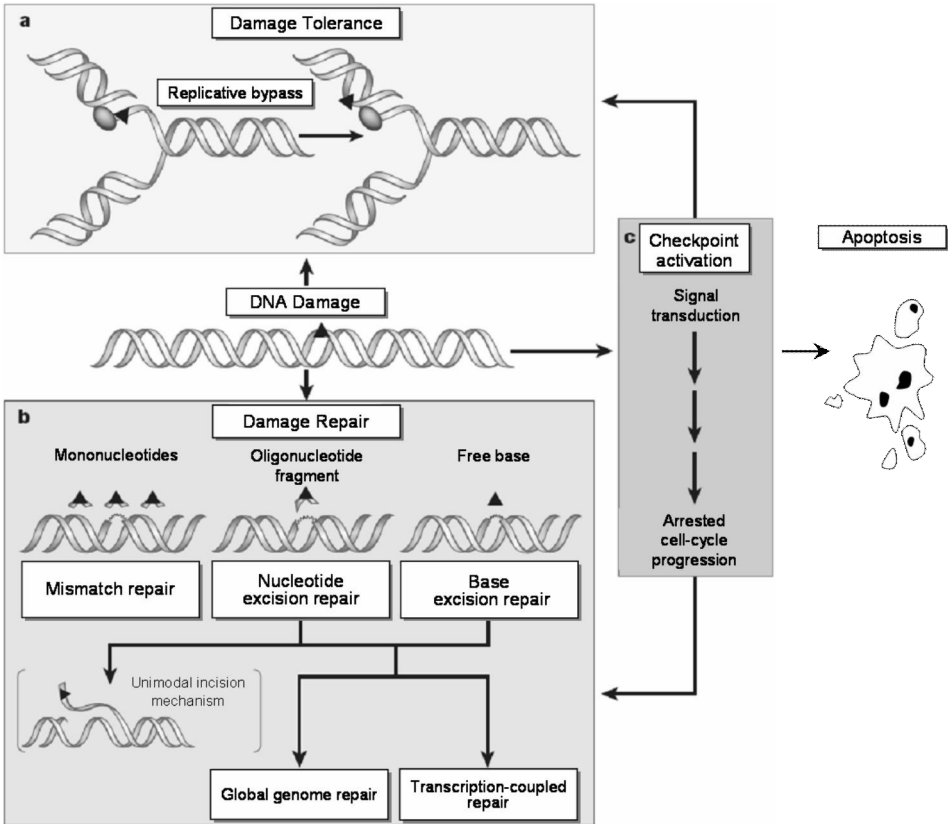 a
Damage Tolerance
Replicative bypass
DNA Damage
c
Checkpoint
activation
Signal
transduction
Arrested
cell-cycle
progression
Apoptosis
b
Damage Repair
Mononucleotides
Oligonucleotide
fragment
Free base
Mismatch repair
Nucleotide
excision repair
Base
excision repair
Unimodal incision
mechanism
Global genome repair
Transcription-coupled
repair